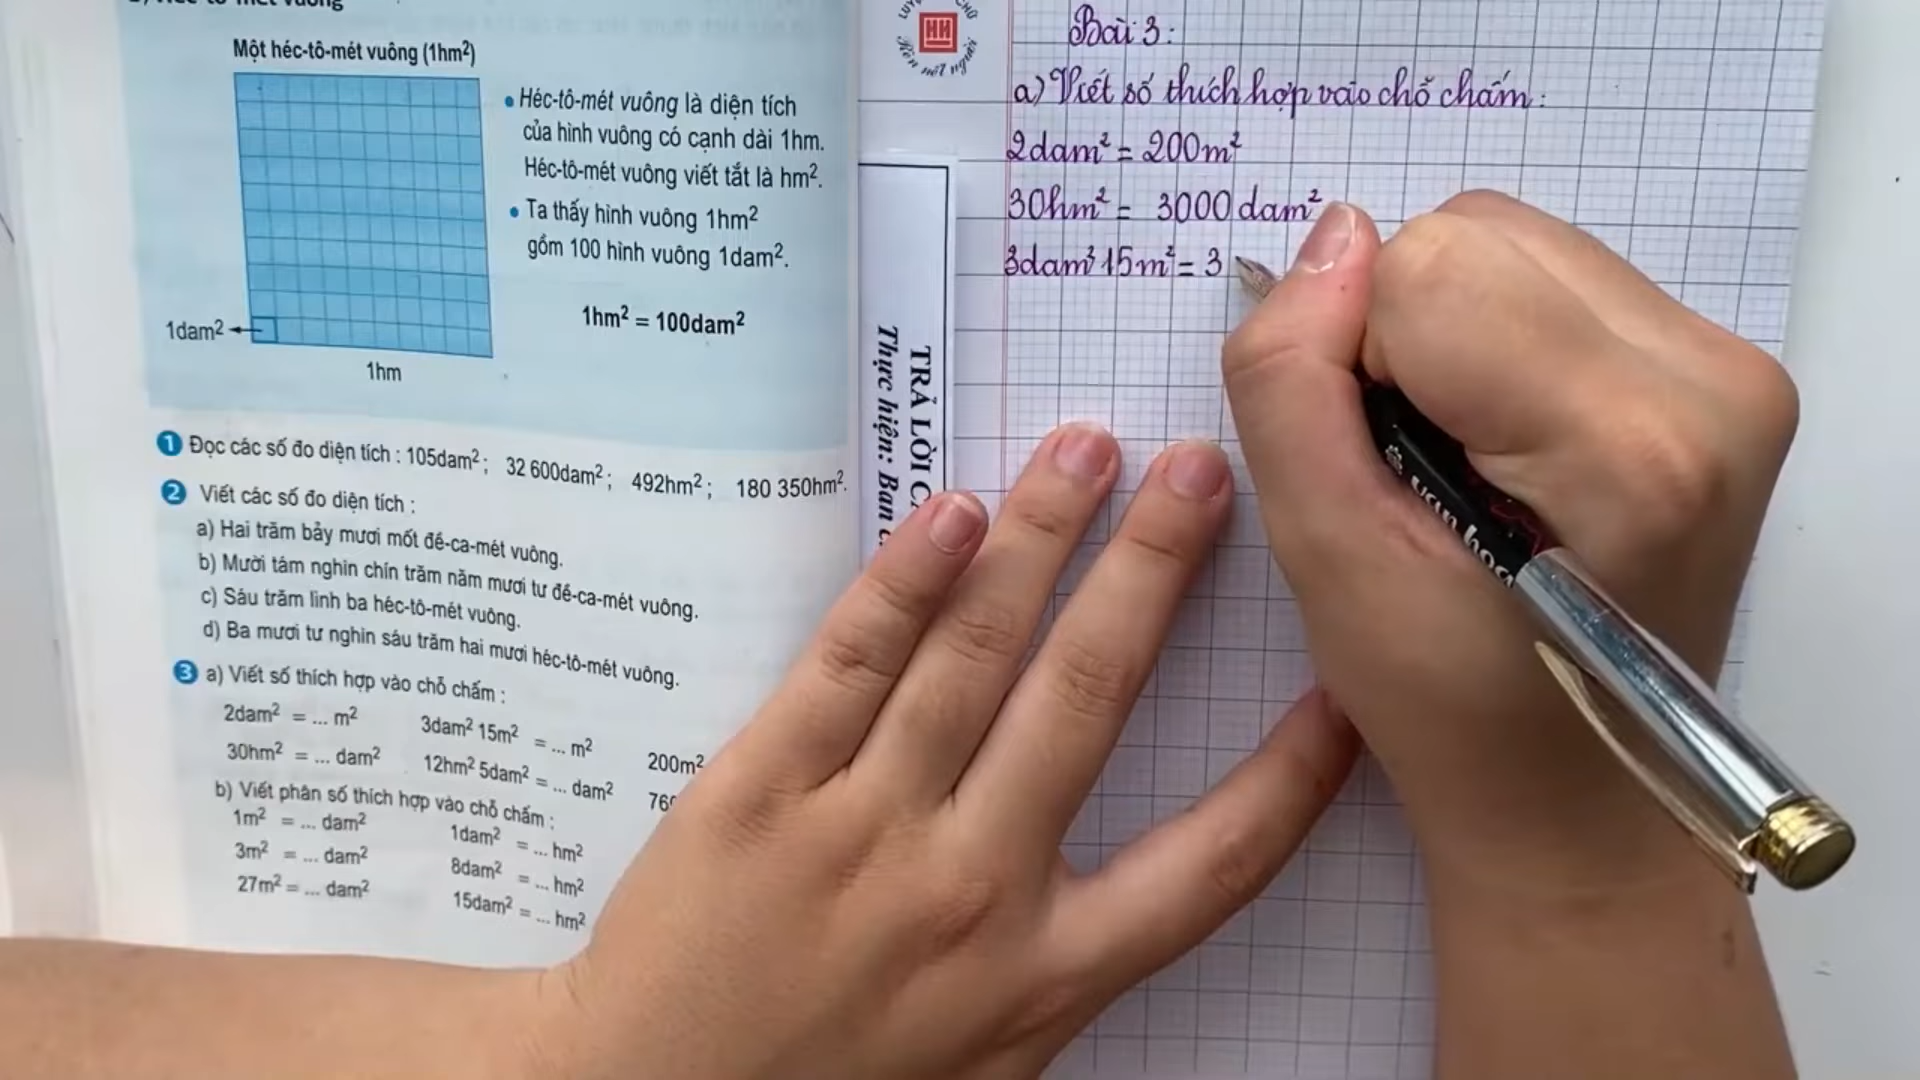 Một héc-tô-mét vuông (1hm²)
• Héc-tô-mét vuông là diện tích
của hình vuông có cạnh dài 1hm.
Héc-tô-mét vuông viết tắt là hm².
• Ta thấy hình vuông 1hm²
gồm 100 hình vuông 1dam².
1hm² = 100dam²
1dam²
1hm
1 Đọc các số đo diện tích : 105dam² ; 32 600dam² ; 492hm² ; 180 350hm².
2 Viết các số đo diện tích :
a) Hai trăm bảy mươi mốt đề-ca-mét vuông.
b) Mười tám nghìn chín trăm năm mươi tư đề-ca-mét vuông.
c) Sáu trăm linh ba héc-tô-mét vuông.
d) Ba mươi tư nghìn sáu trăm hai mươi héc-tô-mét vuông.
3 a) Viết số thích hợp vào chỗ chấm :
2dam² = ... m² 3dam² 15m² = ... m² 200m²
30hm² = ... dam² 12hm² 5dam² = ... dam² 76
b) Viết phân số thích hợp vào chỗ chấm :
1m² = ... dam² 1dam² = ... hm²
3m² = ... dam² 8dam² = ... hm²
27m² = ... dam² 15dam² = ... hm²
TRẢ LỜI C
Thực hiện: Ban
HH
Rèn nết người
Bài 3:
a) Viết số thích hợp vào chỗ chấm:
2dam² = 200m²
30hm² = 3000dam²
3dam² 15m² = 3